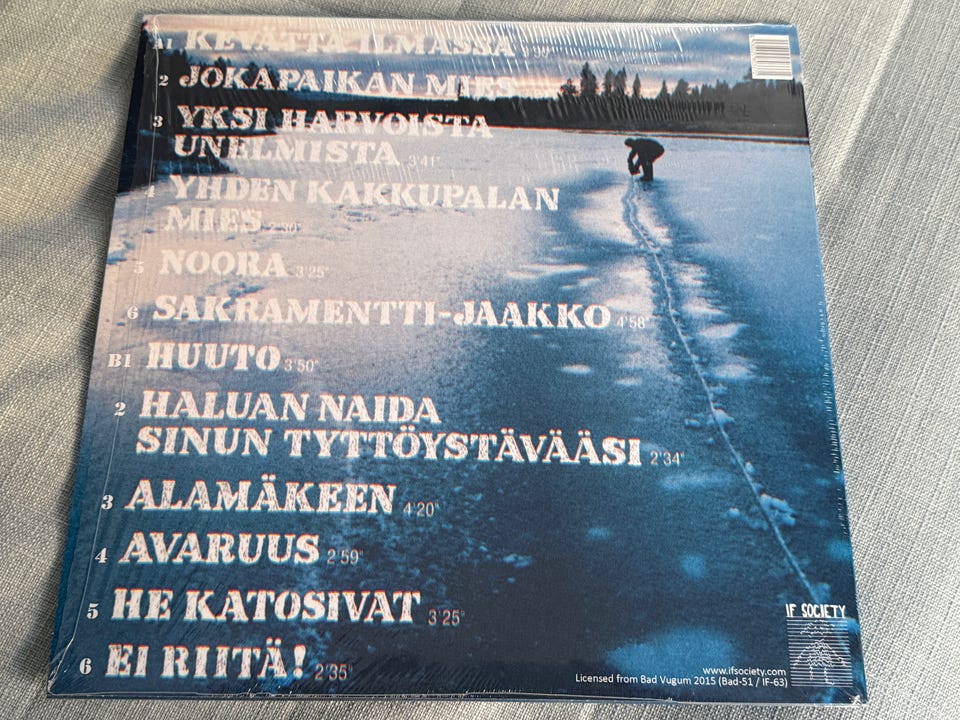 A1 KEVÄTTÄ ILMASSA
2 JOKAPAIKAN MIES
3 YKSI HARVOISTA
UNELMISTA 3'41"
4 YHDEN KAKKUPALAN
MIES 2'30"
5 NOORA 3'25"
6 SAKRAMENTTI-JAAKKO 4'58"
B1 HUUTO 3'50"
2 HALUAN NAIDA
SINUN TYTTÖYSTÄVÄÄSI 2'34"
3 ALAMÄKEEN 4'20"
4 AVARUUS 2'59"
5 HE KATOSIVAT 3'25"
6 EI RIITÄ! 2'35"
IF SOCIETY
www.ifsociety.com
Licensed from Bad Vugum 2015 (Bad-51 / IF-63)